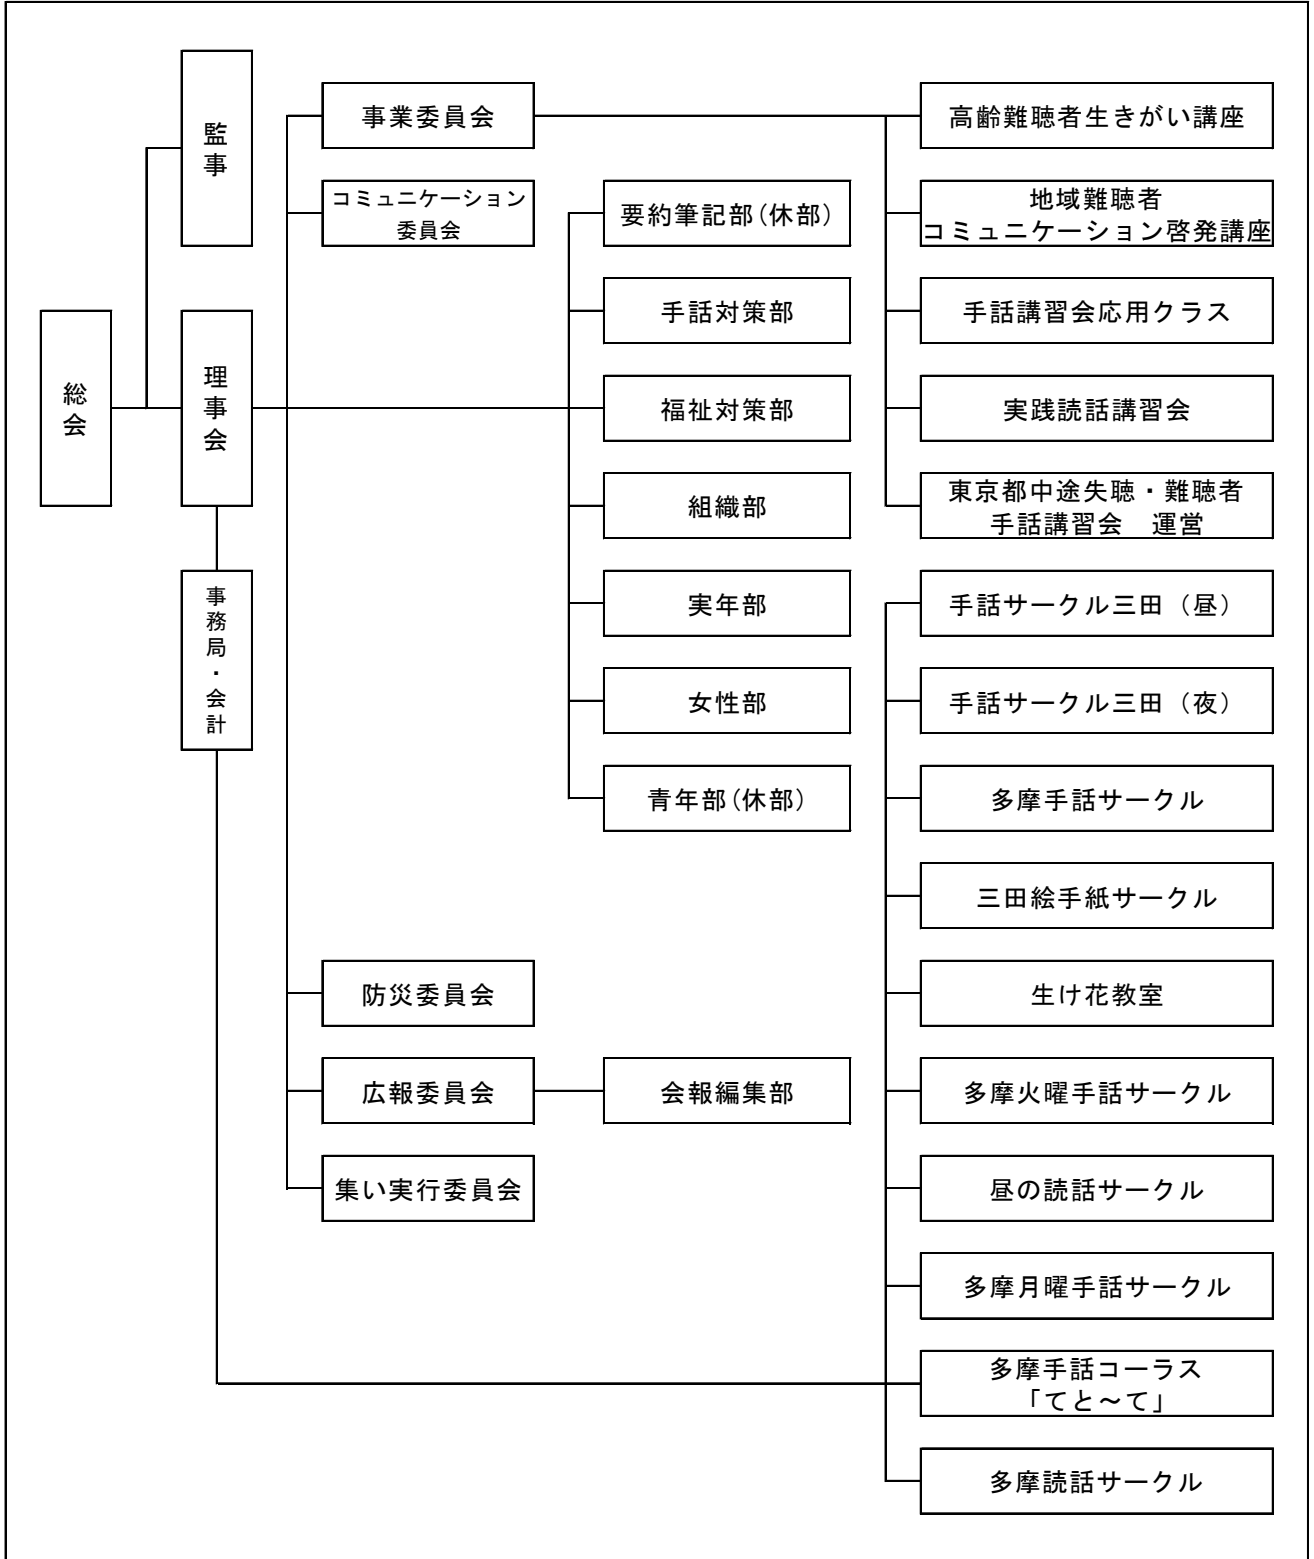 総会
監事
理事会
事務局・会計
事業委員会
コミュニケーション
委員会
防災委員会
広報委員会
集い実行委員会
要約筆記部(休部)
手話対策部
福祉対策部
組織部
実年部
女性部
青年部(休部)
会報編集部
高齢難聴者生きがい講座
地域難聴者
コミュニケーション啓発講座
手話講習会応用クラス
実践読話講習会
東京都中途失聴・難聴者
手話講習会　運営
手話サークル三田（昼）
手話サークル三田（夜）
多摩手話サークル
三田絵手紙サークル
生け花教室
多摩火曜手話サークル
昼の読話サークル
多摩月曜手話サークル
多摩手話コーラス
「てと～て」
多摩読話サークル